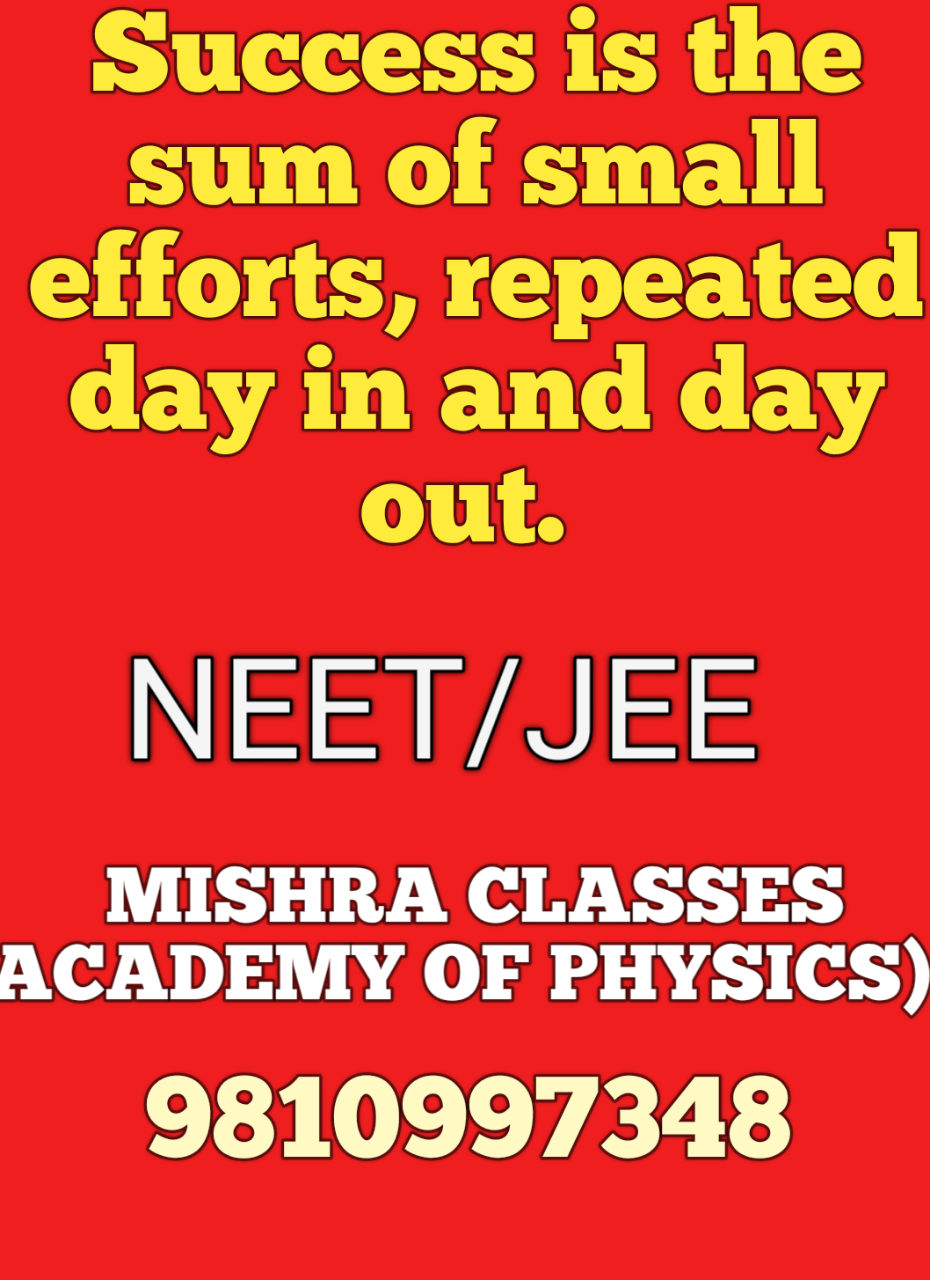 Success is the
sum of small
efforts, repeated
day in and day
out.
NEET/JEE
MISHRA CLASSES
ACADEMY OF PHYSICS)
9810997348